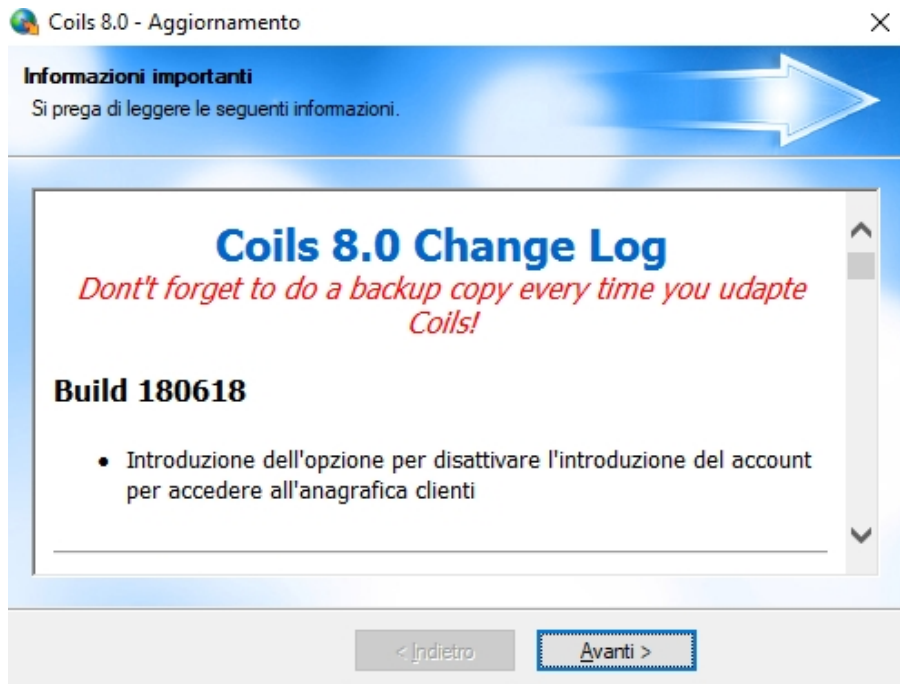 Coils 8.0 - Aggiornamento
Informazioni importanti
Si prega di leggere le seguenti informazioni.
Coils 8.0 Change Log
Dont't forget to do a backup copy every time you udapte
Coils!
Build 180618
• Introduzione dell'opzione per disattivare l'introduzione del account
per accedere all'anagrafica clienti
< Indietro
Avanti >